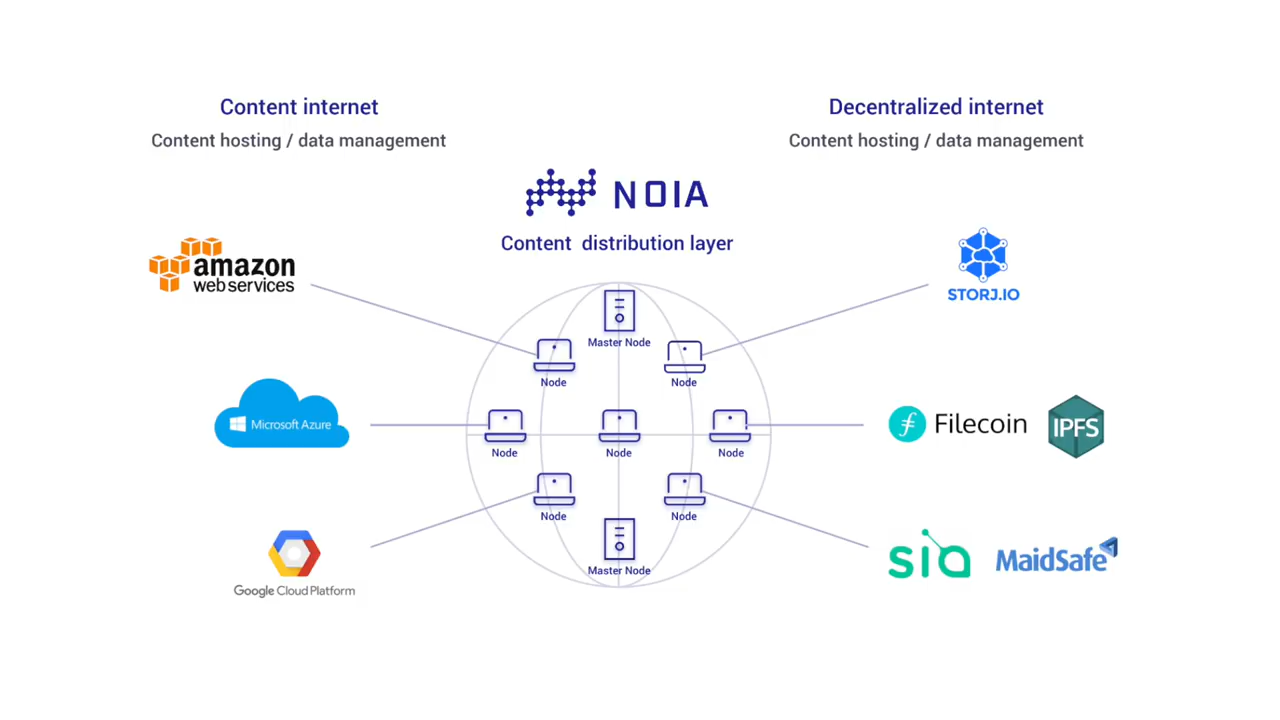 Content internet
Content hosting / data management
Decentralized internet
Content hosting / data management
NOIA
Content distribution layer
amazon
webservices
STORJ.IO
Master Node
Node
Node
Microsoft Azure
Node
Node
Node
Filecoin
IPFS
Node
Node
Master Node
Google Cloud Platform
sia
MaidSafe